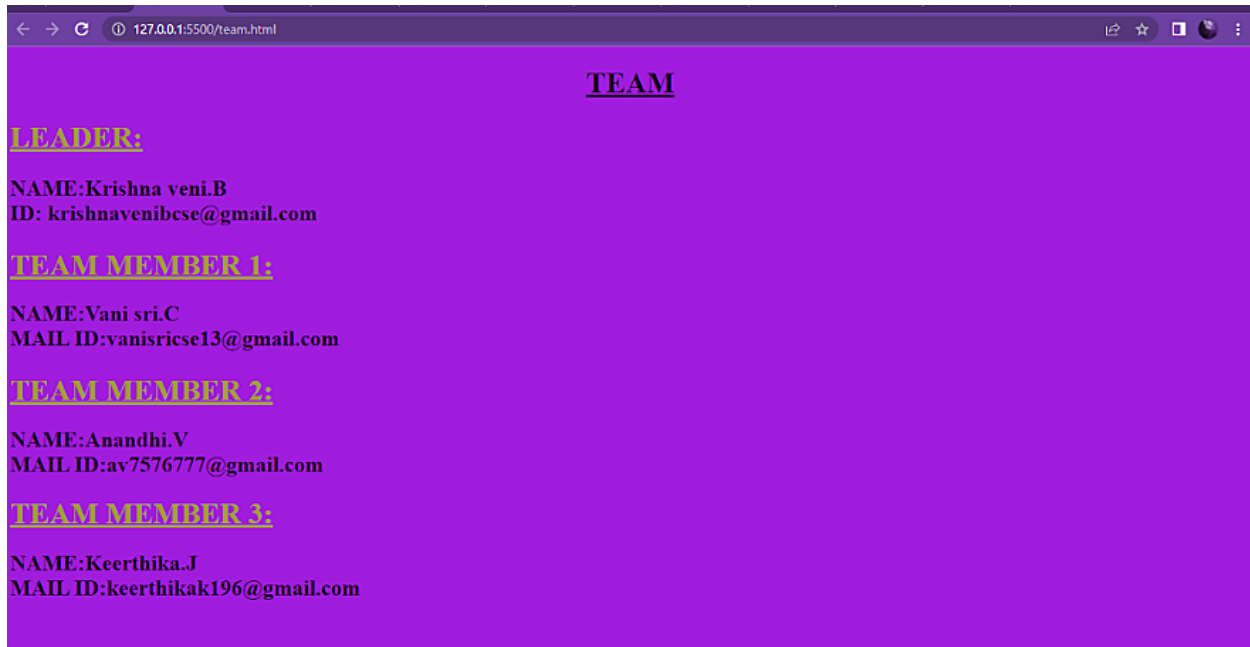 127.0.0.1:5500/team.html
TEAM
LEADER:
NAME:Krishna veni.B
ID: krishnavenibcse@gmail.com
TEAM MEMBER 1:
NAME:Vani sri.C
MAIL ID:vanisricse13@gmail.com
TEAM MEMBER 2:
NAME:Anandhi.V
MAIL ID:av7576777@gmail.com
TEAM MEMBER 3:
NAME:Keerthika.J
MAIL ID:keerthikak196@gmail.com